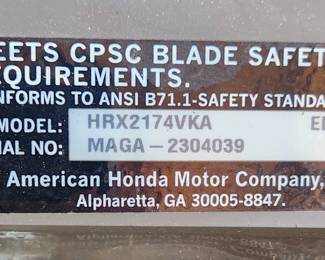 EETS CPSC BLADE SAFET
EQUIREMENTS.
NFORMS TO ANSI B71.1-SAFETY STANDA
MODEL: HRX2174VKA
IAL NO: MAGA-2304039
American Honda Motor Company,
Alpharetta, GA 30005-8847.